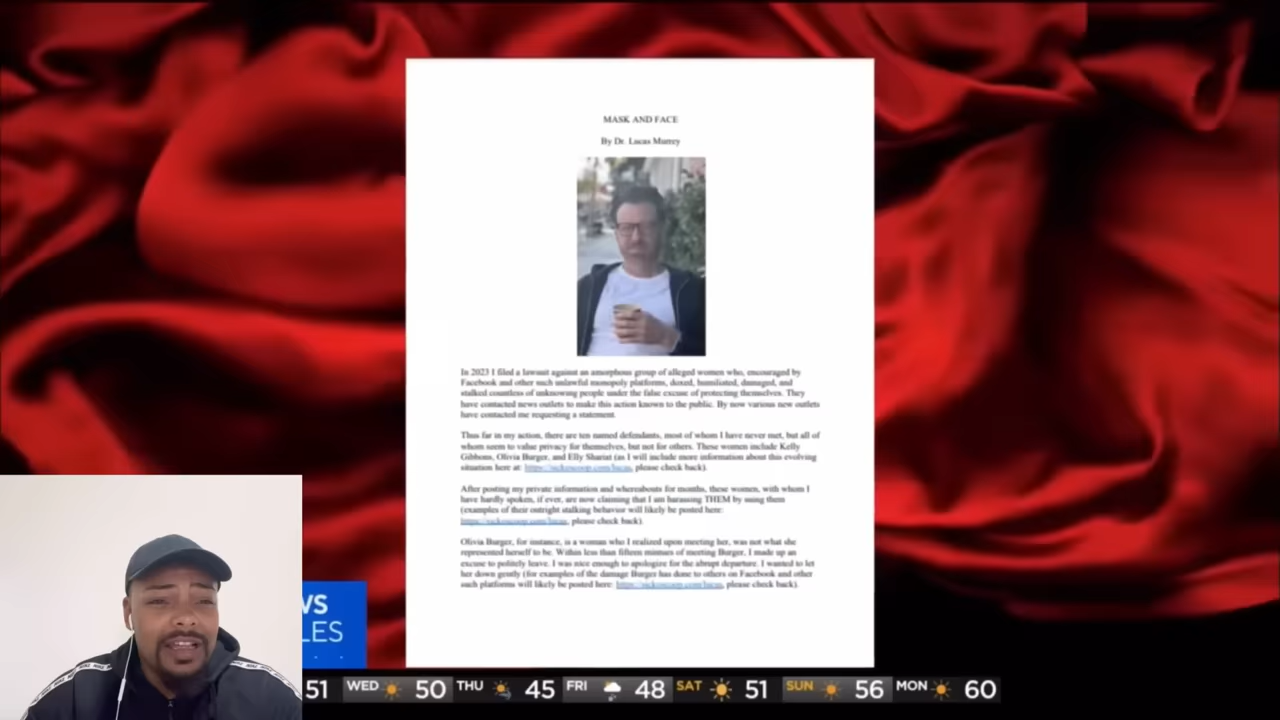 MASK AND FACE
By Dr. Lucas Murrey
In 2023 I filed a lawsuit against an amorphous group of alleged women who, encouraged by
Facebook and other such unlawful monopoly platforms, doxed, humiliated, damaged, and
stalked countless of unknowing people under the false excuse of protecting themselves. They
have contacted news outlets to make this action known to the public. By now various new outlets
have contacted me requesting a statement.
Thus far in my action, there are ten named defendants, most of whom I have never met, but all of
whom seem to value privacy for themselves, but not for others. These women include Kelly
Gibbons, Olivia Burger, and Elly Shariat (as I will include more information about this evolving
situation here at: https://sickoscoop.com/lucas, please check back).
After posting my private information and whereabouts for months, these women, with whom I
have hardly spoken, if ever, are now claiming that I am harassing THEM by suing them
(examples of their outright stalking behavior will likely be posted here:
https://sickoscoop.com/lucas, please check back).
Olivia Burger, for instance, is a woman who I realized upon meeting her, was not what she
represented herself to be. Within less than fifteen minutes of meeting Burger, I made up an
excuse to politely leave. I was nice enough to apologize for the abrupt departure. I wanted to let
her down gently (for examples of the damage Burger has done to others on Facebook and other
such platforms will likely be posted here: https://sickoscoop.com/lucas, please check back).
WS
LES
51 WED 50 THU 45 FRI 48 SAT 51 SUN 56 MON 60